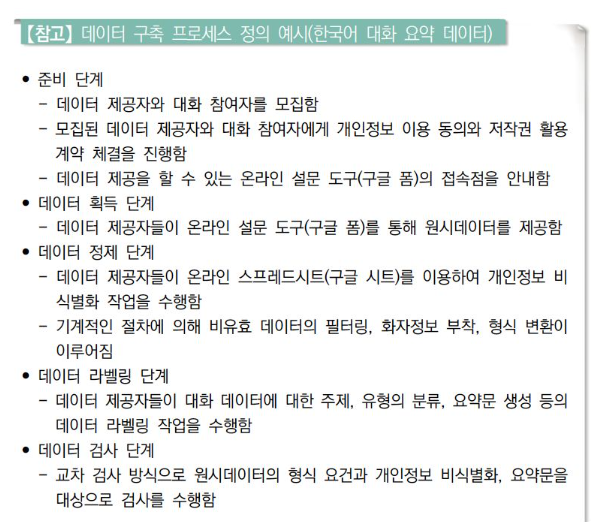 【참고】 데이터 구축 프로세스 정의 예시(한국어 대화 요약 데이터)
• 준비 단계
– 데이터 제공자와 대화 참여자를 모집함
– 모집된 데이터 제공자와 대화 참여자에게 개인정보 이용 동의와 저작권 활용
계약 체결을 진행함
– 데이터 제공을 할 수 있는 온라인 설문 도구(구글 폼)의 접속점을 안내함
• 데이터 획득 단계
– 데이터 제공자들이 온라인 설문 도구(구글 폼)를 통해 원시데이터를 제공함
• 데이터 정제 단계
– 데이터 제공자들이 온라인 스프레드시트(구글 시트)를 이용하여 개인정보 비
식별화 작업을 수행함
– 기계적인 절차에 의해 비유효 데이터의 필터링, 화자정보 부착, 형식 변환이
이루어짐
• 데이터 라벨링 단계
– 데이터 제공자들이 대화 데이터에 대한 주제, 유형의 분류, 요약문 생성 등의
데이터 라벨링 작업을 수행함
• 데이터 검사 단계
– 교차 검사 방식으로 원시데이터의 형식 요건과 개인정보 비식별화, 요약문을
대상으로 검사를 수행함